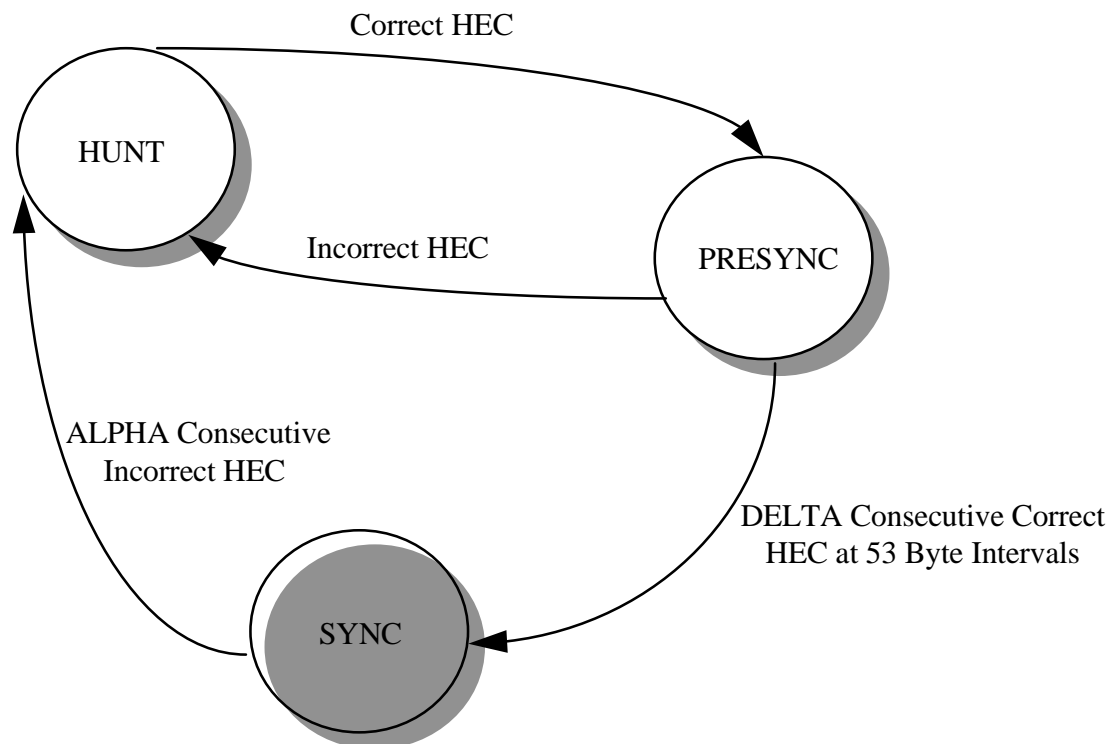 Correct HEC
HUNT
Incorrect HEC
PRESYNC
ALPHA Consecutive
Incorrect HEC
DELTA Consecutive Correct
HEC at 53 Byte Intervals
SYNC